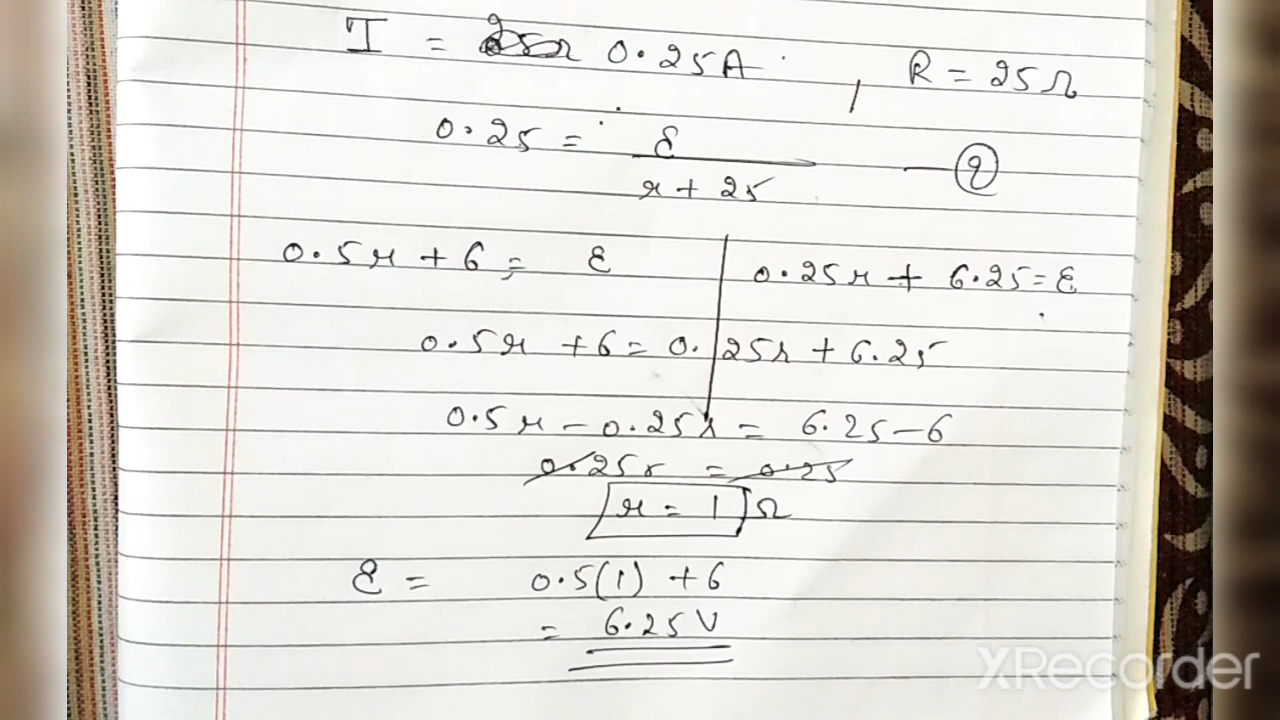 I = 0.25A , R = 25Ω
0.25 = ε / r + 25 — ②
0.5r + 6 = ε | 0.25r + 6.25 = ε
0.5r + 6 = 0.25r + 6.25
0.5r - 0.25r = 6.25 - 6
0.25r = 0.25
r = 1 Ω
ε = 0.5(1) + 6
= 6.25 V
XRecorder